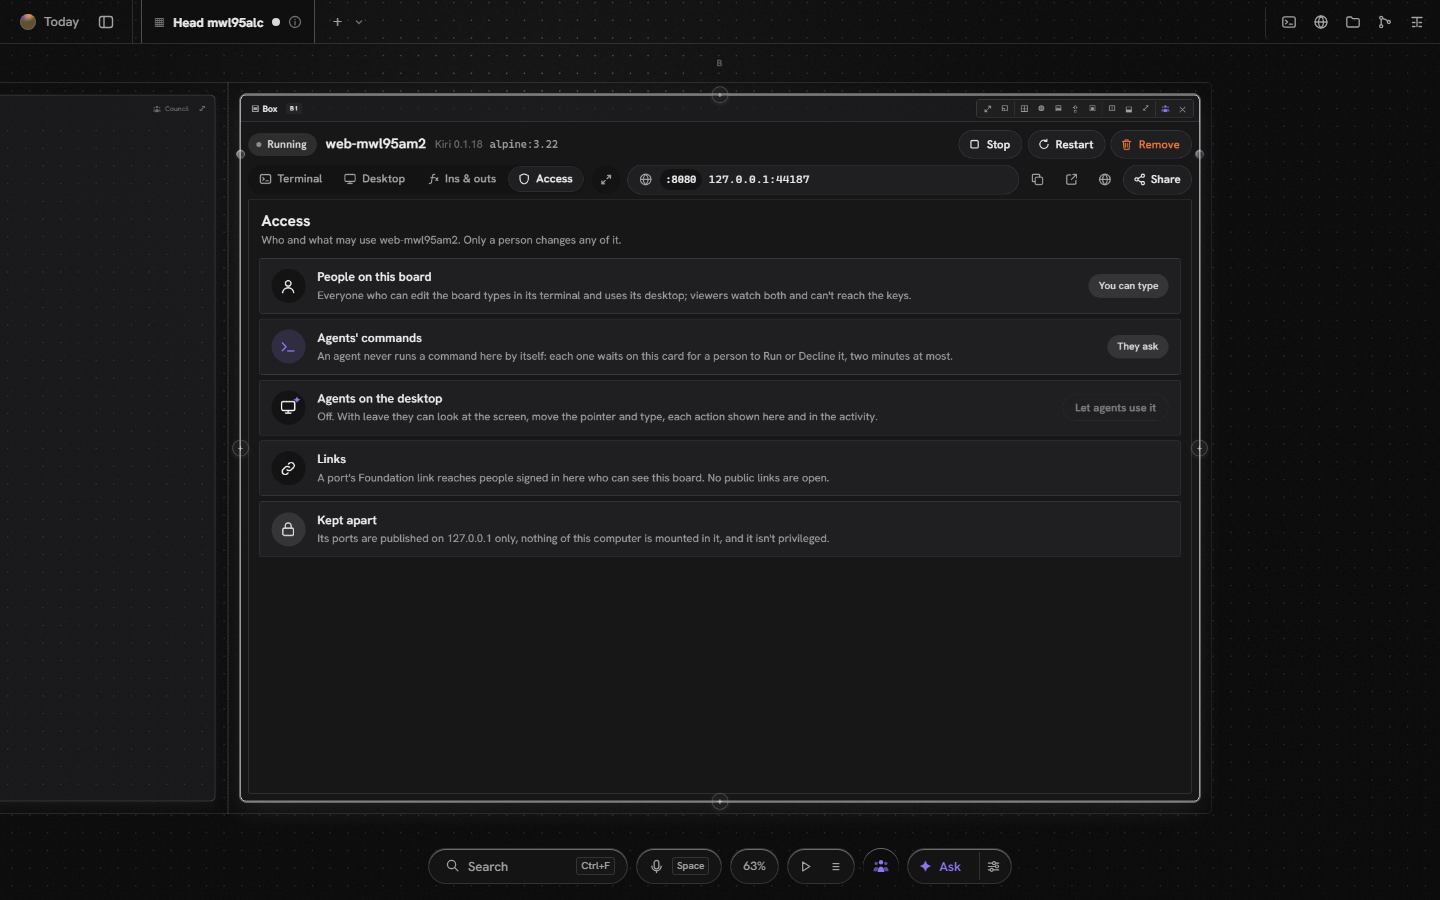 Today
Head mwl95alc
B
Council
Box B1
Running web-mwl95am2 Kiri 0.1.18 alpine:3.22
Stop Restart Remove
Terminal Desktop Ins & outs Access
:8080 127.0.0.1:44187
Share
Access
Who and what may use web-mwl95am2. Only a person changes any of it.
People on this board
Everyone who can edit the board types in its terminal and uses its desktop; viewers watch both and can't reach the keys.
You can type
Agents' commands
An agent never runs a command here by itself: each one waits on this card for a person to Run or Decline it, two minutes at most.
They ask
Agents on the desktop
Off. With leave they can look at the screen, move the pointer and type, each action shown here and in the activity.
Let agents use it
Links
A port's Foundation link reaches people signed in here who can see this board. No public links are open.
Kept apart
Its ports are published on 127.0.0.1 only, nothing of this computer is mounted in it, and it isn't privileged.
Search Ctrl+F
Space
63%
Ask